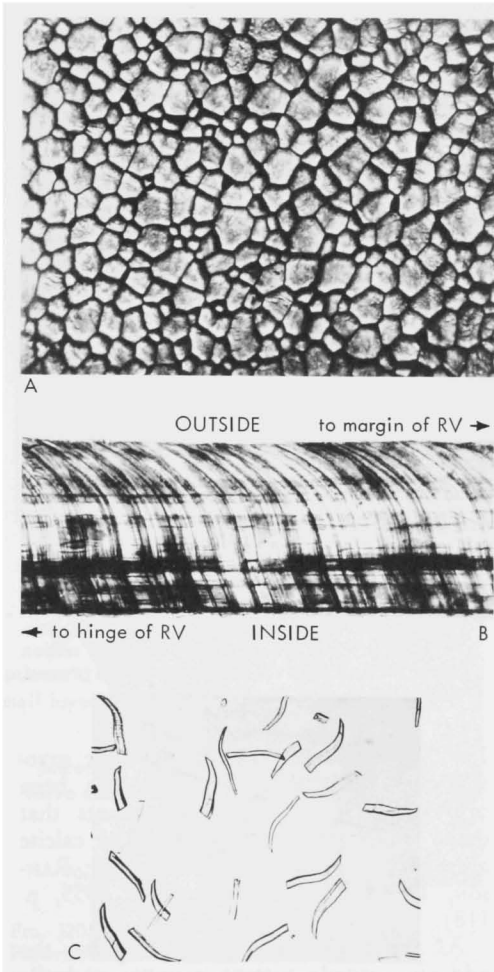 A
OUTSIDE to margin of RV →
← to hinge of RV INSIDE B
C